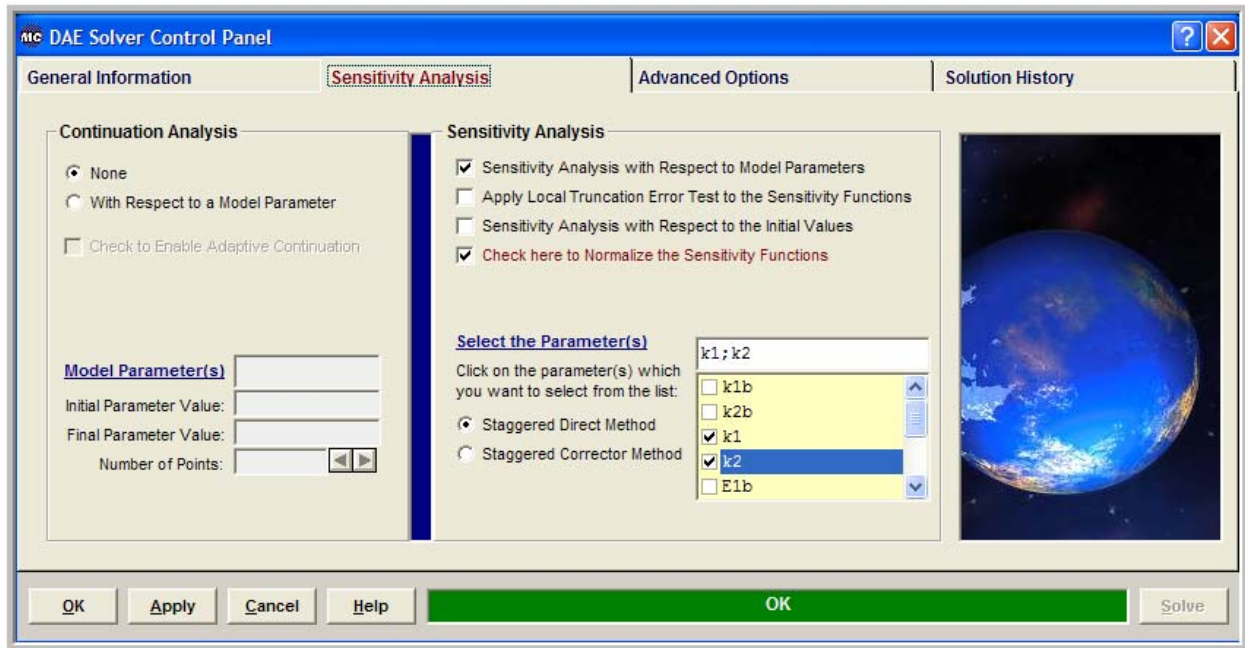 MC DAE Solver Control Panel
General Information
Sensitivity Analysis
Advanced Options
Solution History
Continuation Analysis
None
With Respect to a Model Parameter
Check to Enable Adaptive Continuation
Model Parameter(s)
Initial Parameter Value:
Final Parameter Value:
Number of Points:
Sensitivity Analysis
Sensitivity Analysis with Respect to Model Parameters
Apply Local Truncation Error Test to the Sensitivity Functions
Sensitivity Analysis with Respect to the Initial Values
Check here to Normalize the Sensitivity Functions
Select the Parameter(s)
Click on the parameter(s) which
you want to select from the list:
Staggered Direct Method
Staggered Corrector Method
k1;k2
k1b
k2b
k1
k2
E1b
OK
Apply
Cancel
Help
OK
Solve